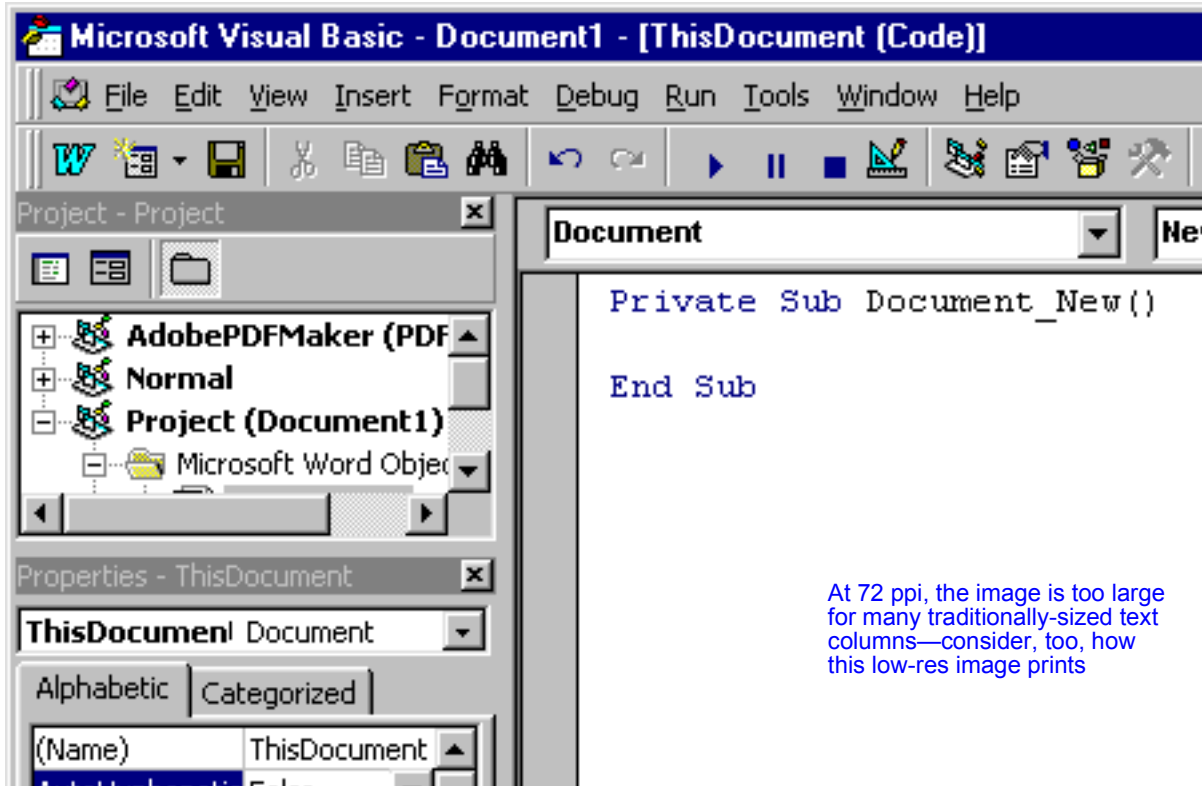 Microsoft Visual Basic - Document1 - [ThisDocument (Code)]
File Edit View Insert Format Debug Run Tools Window Help
Project - Project
Document
AdobePDFMaker (PDF
Normal
Project (Document1)
Microsoft Word Objec
Private Sub Document_New()
End Sub
Properties - ThisDocument
ThisDocument Document
Alphabetic Categorized
(Name) ThisDocument
At 72 ppi, the image is too large
for many traditionally-sized text
columns—consider, too, how
this low-res image prints